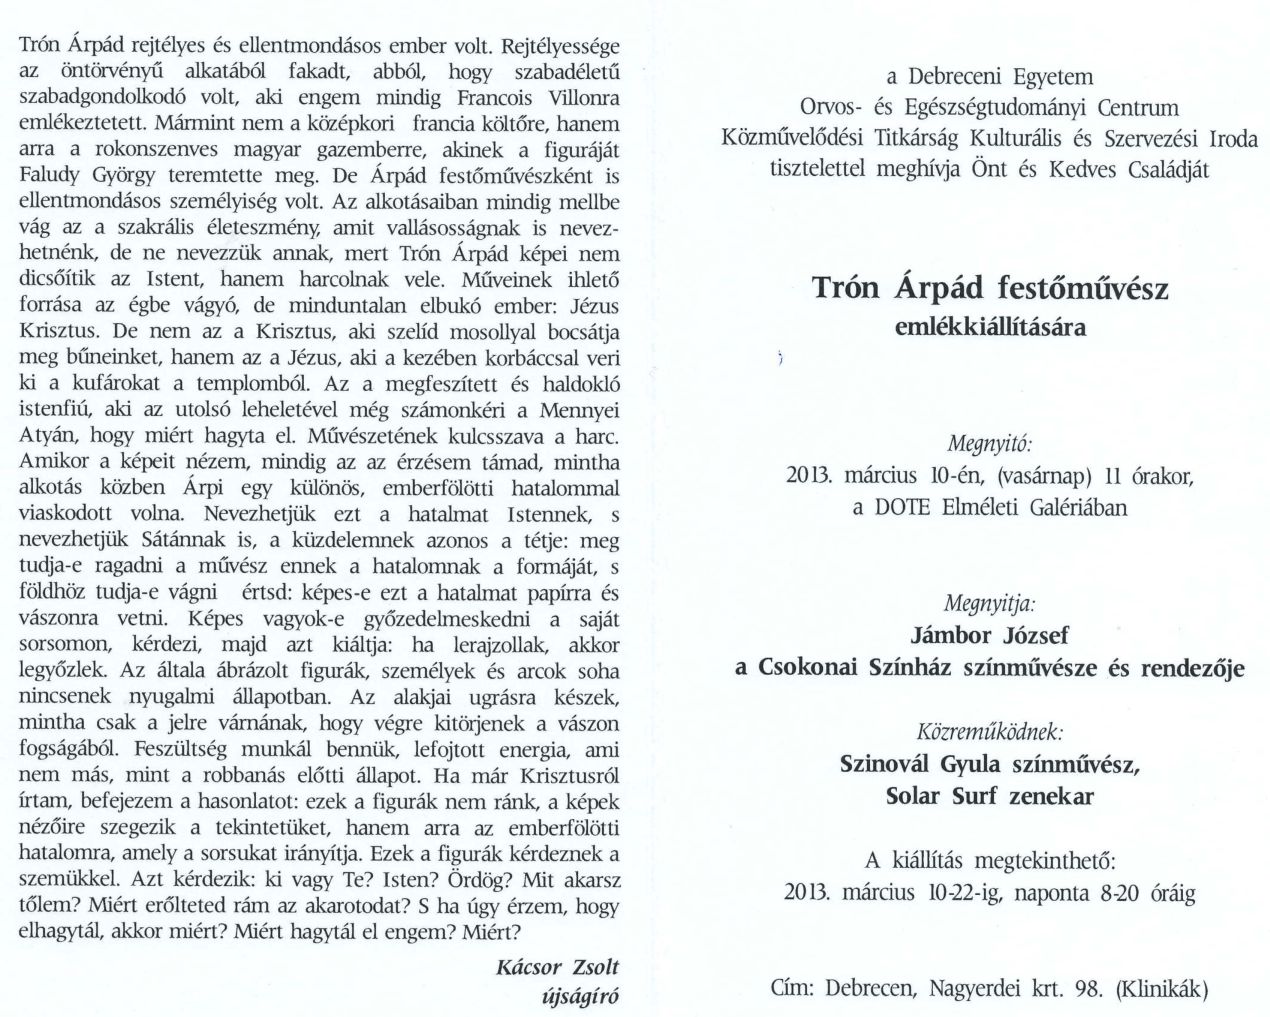 Trón Árpád rejtélyes és ellentmondásos ember volt. Rejtélyessége
az öntörvényű alkatából fakadt, abból, hogy szabadéletű
szabadgondolkodó volt, aki engem mindig Francois Villonra
emlékeztetett. Mármint nem a középkori francia költőre, hanem
arra a rokonszenves magyar gazemberre, akinek a figuráját
Faludy György teremtette meg. De Árpád festőművészként is
ellentmondásos személyiség volt. Az alkotásaiban mindig mellbe
vág az a szakrális életeszmény, amit vallásosságnak is nevez-
hetnénk, de ne nevezzük annak, mert Trón Árpád képei nem
dicsőítik az Istent, hanem harcolnak vele. Műveinek ihlető
forrása az égbe vágyó, de minduntalan elbukó ember: Jézus
Krisztus. De nem az a Krisztus, aki szelíd mosollyal bocsátja
meg bűneinket, hanem az a Jézus, aki a kezében korbáccsal veri
ki a kufárokat a templomból. Az a megfeszített és haldokló
istenfiú, aki az utolsó leheletével még számonkéri a Mennyei
Atyán, hogy miért hagyta el. Művészetének kulcsszava a harc.
Amikor a képeit nézem, mindig az az érzésem támad, mintha
alkotás közben Árpi egy különös, emberfölötti hatalommal
viaskodott volna. Nevezhetjük ezt a hatalmat Istennek, s
nevezhetjük Sátánnak is, a küzdelemnek azonos a tétje: meg
tudja-e ragadni a művész ennek a hatalomnak a formáját, s
földhöz tudja-e vágni értsd: képes-e ezt a hatalmat papírra és
vászonra vetni. Képes vagyok-e győzedelmeskedni a saját
sorsomon, kérdezi, majd azt kiáltja: ha lerajzollak, akkor
legyőzlek. Az általa ábrázolt figurák, személyek és arcok soha
nincsenek nyugalmi állapotban. Az alakjai ugrásra készek,
mintha csak a jelre várnának, hogy végre kitörjenek a vászon
fogságából. Feszültség munkál bennük, lefojtott energia, ami
nem más, mint a robbanás előtti állapot. Ha már Krisztusról
írtam, befejezem a hasonlatot: ezek a figurák nem ránk, a képek
nézőire szegezik a tekintetüket, hanem arra az emberfölötti
hatalomra, amely a sorsukat irányítja. Ezek a figurák kérdeznek a
szemükkel. Azt kérdezik: ki vagy Te? Isten? Ördög? Mit akarsz
tőlem? Miért erőlteted rám az akarotodat? S ha úgy érzem, hogy
elhagytál, akkor miért? Miért hagytál el engem? Miért?
Kácsor Zsolt
újságíró
a Debreceni Egyetem
Orvos- és Egészségtudományi Centrum
Közművelődési Titkárság Kulturális és Szervezési Iroda
tisztelettel meghívja Önt és Kedves Családját
Trón Árpád festőművész
emlékkiállítására
Megnyitó:
2013. március 10-én, (vasárnap) 11 órakor,
a DOTE Elméleti Galériában
Megnyitja:
Jámbor József
a Csokonai Színház színművésze és rendezője
Közreműködnek:
Szinovál Gyula színművész,
Solar Surf zenekar
A kiállítás megtekinthető:
2013. március 10-22-ig, naponta 8-20 óráig
Cím: Debrecen, Nagyerdei krt. 98. (Klinikák)